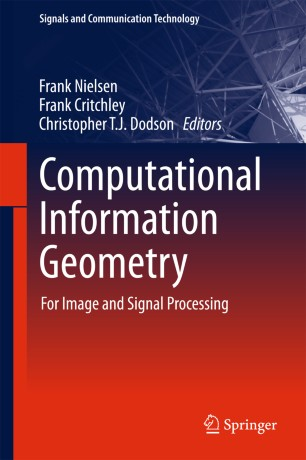 Signals and Communication Technology
Frank Nielsen
Frank Critchley
Christopher T.J. Dodson Editors
Computational
Information
Geometry
For Image and Signal Processing
Springer